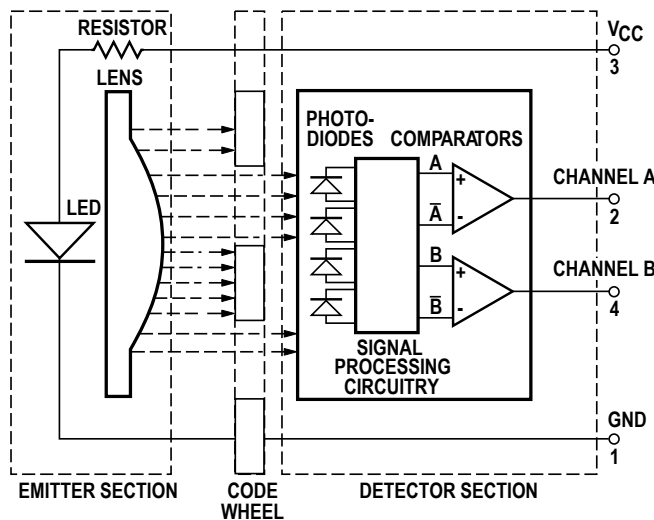 RESISTOR
LENS
LED
VCC
3
PHOTO-
DIODES
COMPARATORS
A
+
A̅
-
B
+
B̅
-
CHANNEL A
2
CHANNEL B
4
SIGNAL
PROCESSING
CIRCUITRY
GND
1
EMITTER SECTION
CODE
WHEEL
DETECTOR SECTION